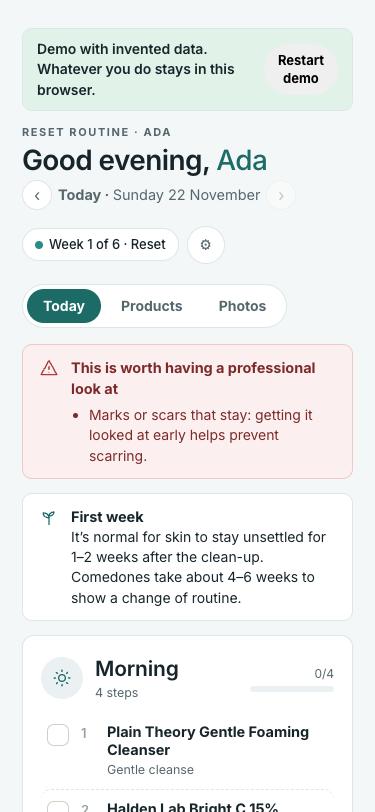 Demo with invented data.
Whatever you do stays in this
browser.
Restart
demo
RESET ROUTINE · ADA
Good evening, Ada
‹ Today · Sunday 22 November ›
Week 1 of 6 · Reset
Today Products Photos
This is worth having a professional
look at
• Marks or scars that stay: getting it
looked at early helps prevent
scarring.
First week
It’s normal for skin to stay unsettled for
1–2 weeks after the clean-up.
Comedones take about 4–6 weeks to
show a change of routine.
Morning
0/4
4 steps
1 Plain Theory Gentle Foaming
Cleanser
Gentle cleanse
2 Halden Lab Bright C 15%